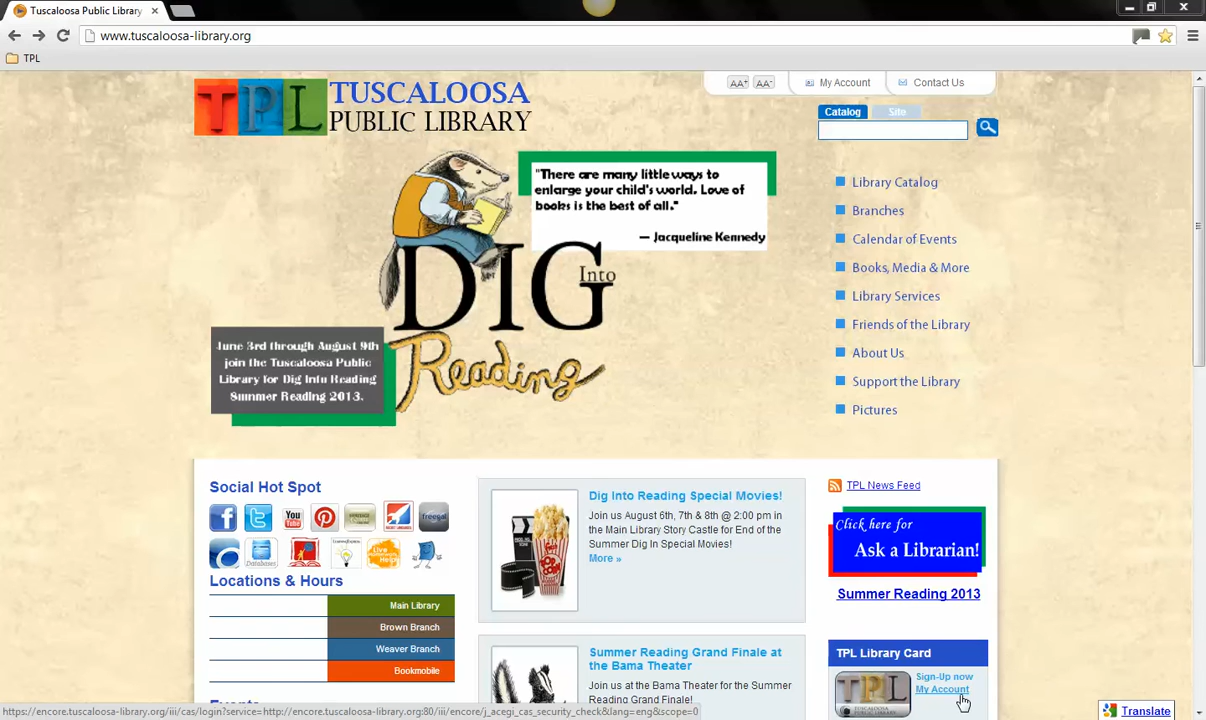 Tuscaloosa Public Library
www.tuscaloosa-library.org
TPL
TPL
TUSCALOOSA
PUBLIC LIBRARY
AA+ AA- My Account Contact Us
Catalog Site
"There are many little ways to
enlarge your child's world. Love of
books is the best of all."
— Jacqueline Kennedy
DIG Into
Reading
June 3rd through August 9th
join the Tuscaloosa Public
Library for Dig Into Reading
Summer Reading 2013.
Library Catalog
Branches
Calendar of Events
Books, Media & More
Library Services
Friends of the Library
About Us
Support the Library
Pictures
Social Hot Spot
You
Tube
freegal
Databases
Live
Homework
Help
Locations & Hours
Main Library
Brown Branch
Weaver Branch
Bookmobile
Events
Dig Into Reading Special Movies!
Join us August 6th, 7th & 8th @ 2:00 pm in
the Main Library Story Castle for End of the
Summer Dig In Special Movies!
More »
Summer Reading Grand Finale at
the Bama Theater
Join us at the Bama Theater for the Summer
Reading Grand Finale!
TPL News Feed
Click here for
Ask a Librarian!
Summer Reading 2013
TPL Library Card
TPL
Sign-Up now
My Account
https://encore.tuscaloosa-library.org/iii/cas/login?service=http://encore.tuscaloosa-library.org:80/iii/encore/j_acegi_cas_security_check&lang=eng&scope=0
Translate